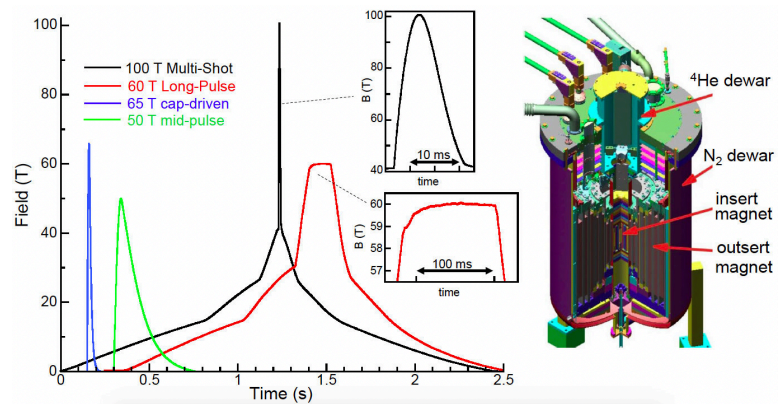 100 T Multi-Shot
60 T Long-Pulse
65 T cap-driven
50 T mid-pulse
Field (T)
100
80
60
40
20
0
0
0.5
1
1.5
2
2.5
Time (s)
B (T)
100
80
60
40
10 ms
time
B (T)
60
59
58
57
100 ms
time
⁴He dewar
N₂ dewar
insert
magnet
outsert
magnet